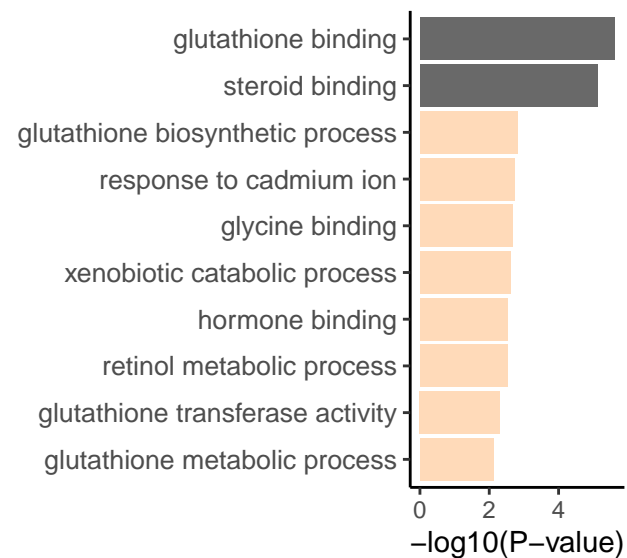 glutathione binding
steroid binding
glutathione biosynthetic process
response to cadmium ion
glycine binding
xenobiotic catabolic process
hormone binding
retinol metabolic process
glutathione transferase activity
glutathione metabolic process
0 2 4
−log10(P−value)